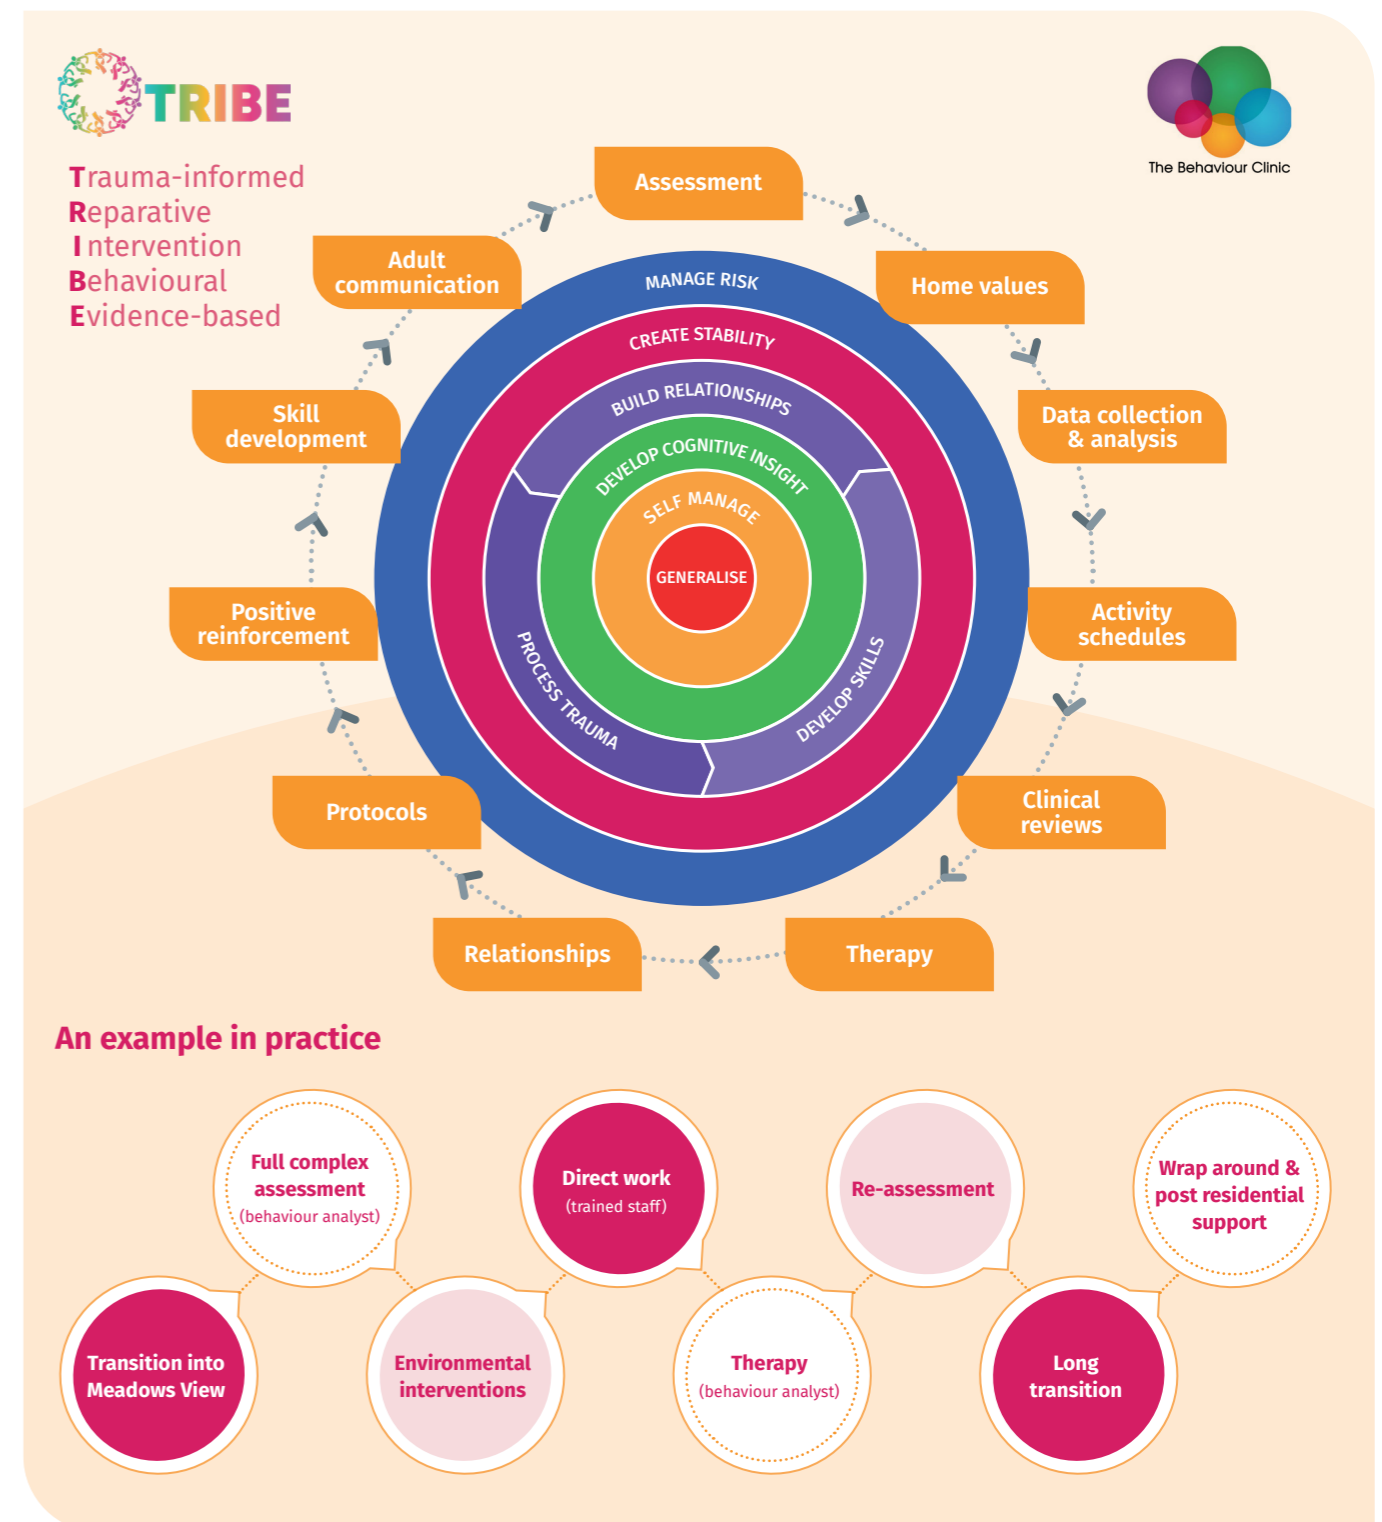 TRIBE
Trauma-informed
Reparative
Intervention
Behavioural
Evidence-based
The Behaviour Clinic
Assessment
Home values
Data collection
& analysis
Activity
schedules
Clinical
reviews
Therapy
Relationships
Protocols
Positive
reinforcement
Skill
development
Adult
communication
MANAGE RISK
CREATE STABILITY
BUILD RELATIONSHIPS
DEVELOP COGNITIVE INSIGHT
SELF MANAGE
GENERALISE
PROCESS TRAUMA
DEVELOP SKILLS
An example in practice
Transition into
Meadows View
Full complex
assessment
(behaviour analyst)
Environmental
interventions
Direct work
(trained staff)
Therapy
(behaviour analyst)
Re-assessment
Long
transition
Wrap around &
post residential
support